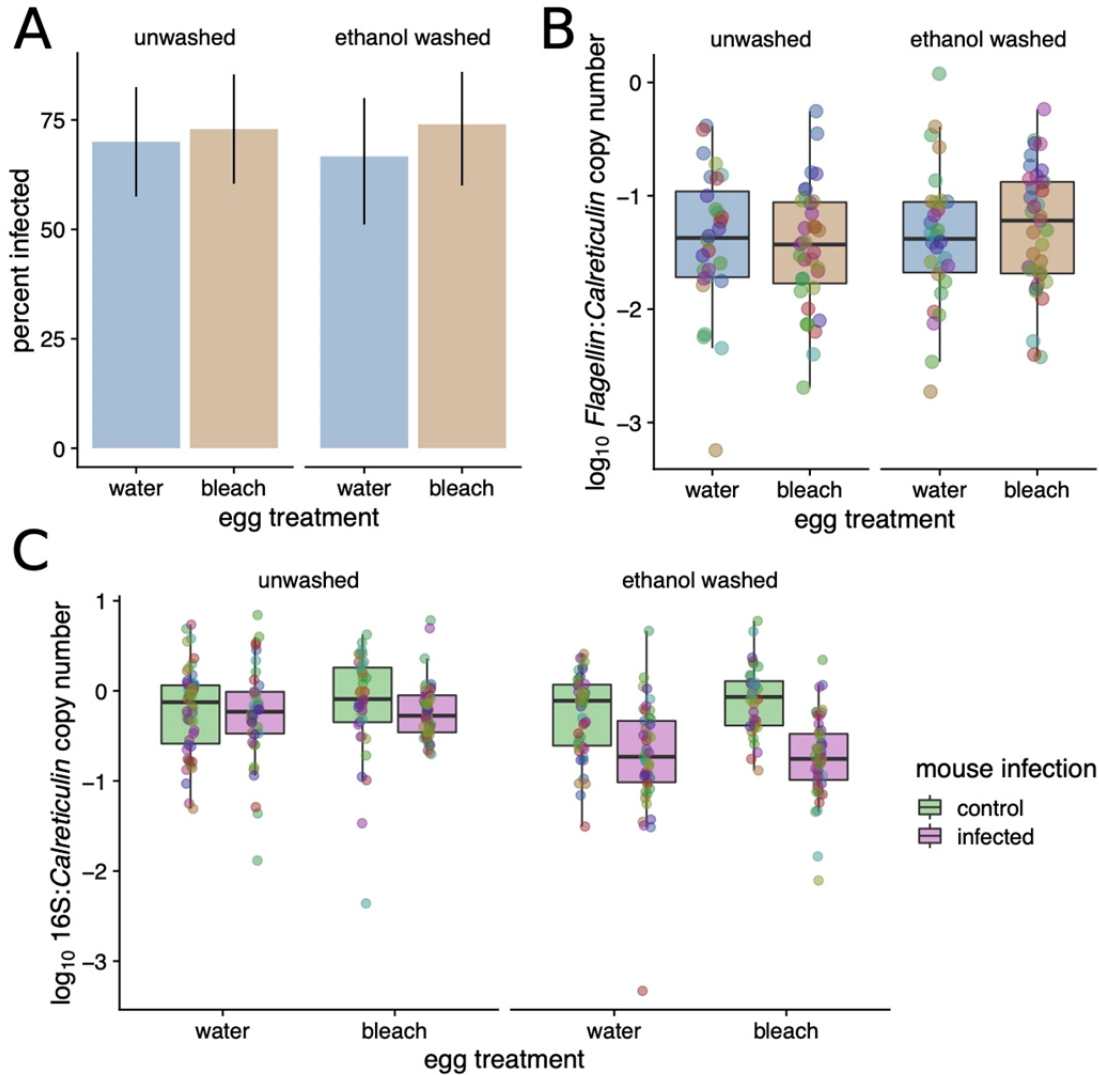 A
unwashed
ethanol washed
percent infected
75
50
25
0
water
bleach
water
bleach
egg treatment
B
unwashed
ethanol washed
log10 Flagellin:Calreticulin copy number
0
−1
−2
−3
water
bleach
water
bleach
egg treatment
C
unwashed
ethanol washed
log10 16S:Calreticulin copy number
1
0
−1
−2
−3
water
bleach
water
bleach
egg treatment
mouse infection
control
infected